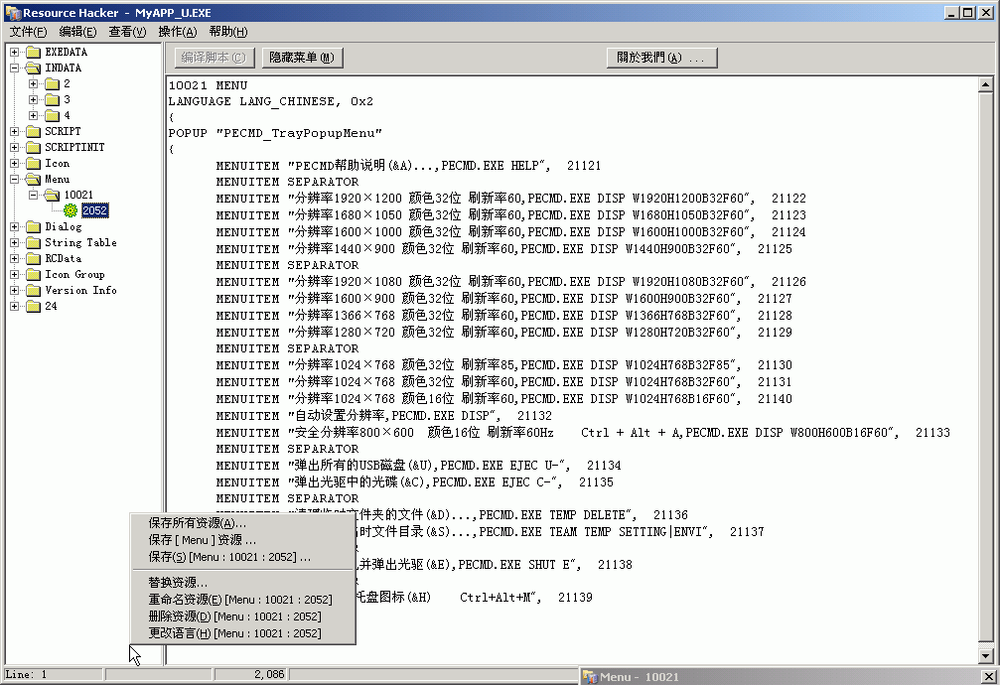 Resource Hacker - MyAPP_U.EXE
文件(F) 编辑(E) 查看(V) 操作(A) 帮助(H)
编译脚本(C) 隐藏菜单(M) 關於我們(A) ...
EXEDATA
INDATA
2
3
4
SCRIPT
SCRIPTINIT
Icon
Menu
10021
2052
Dialog
String Table
RCData
Icon Group
Version Info
24
10021 MENU
LANGUAGE LANG_CHINESE, 0x2
{
POPUP "PECMD_TrayPopupMenu"
{
MENUITEM "PECMD帮助说明(&A)...,PECMD.EXE HELP", 21121
MENUITEM SEPARATOR
MENUITEM "分辨率1920×1200 颜色32位 刷新率60,PECMD.EXE DISP W1920H1200B32F60", 21122
MENUITEM "分辨率1680×1050 颜色32位 刷新率60,PECMD.EXE DISP W1680H1050B32F60", 21123
MENUITEM "分辨率1600×1000 颜色32位 刷新率60,PECMD.EXE DISP W1600H1000B32F60", 21124
MENUITEM "分辨率1440×900 颜色32位 刷新率60,PECMD.EXE DISP W1440H900B32F60", 21125
MENUITEM SEPARATOR
MENUITEM "分辨率1920×1080 颜色32位 刷新率60,PECMD.EXE DISP W1920H1080B32F60", 21126
MENUITEM "分辨率1600×900 颜色32位 刷新率60,PECMD.EXE DISP W1600H900B32F60", 21127
MENUITEM "分辨率1366×768 颜色32位 刷新率60,PECMD.EXE DISP W1366H768B32F60", 21128
MENUITEM "分辨率1280×720 颜色32位 刷新率60,PECMD.EXE DISP W1280H720B32F60", 21129
MENUITEM SEPARATOR
MENUITEM "分辨率1024×768 颜色32位 刷新率85,PECMD.EXE DISP W1024H768B32F85", 21130
MENUITEM "分辨率1024×768 颜色32位 刷新率60,PECMD.EXE DISP W1024H768B32F60", 21131
MENUITEM "分辨率1024×768 颜色16位 刷新率60,PECMD.EXE DISP W1024H768B16F60", 21140
MENUITEM "自动设置分辨率,PECMD.EXE DISP", 21132
MENUITEM "安全分辨率800×600 颜色16位 刷新率60Hz Ctrl + Alt + A,PECMD.EXE DISP W800H600B16F60", 21133
MENUITEM SEPARATOR
MENUITEM "弹出所有的USB磁盘(&U),PECMD.EXE EJEC U-", 21134
MENUITEM "弹出光驱中的光碟(&C),PECMD.EXE EJEC C-", 21135
MENUITEM SEPARATOR
文件夹的文件(&D)...,PECMD.EXE TEMP DELETE", 21136
时文件目录(&S)...,PECMD.EXE TEAM TEMP SETTING|ENVI", 21137
并弹出光驱(&E),PECMD.EXE SHUT E", 21138
托盘图标(&H) Ctrl+Alt+M", 21139
保存所有资源(A)...
保存 [ Menu ] 资源 ...
保存(S) [Menu : 10021 : 2052] ...
替换资源...
重命名资源(E) [Menu : 10021 : 2052]
删除资源(D) [Menu : 10021 : 2052]
更改语言(H) [Menu : 10021 : 2052]
Line: 1 2,086 Menu - 10021